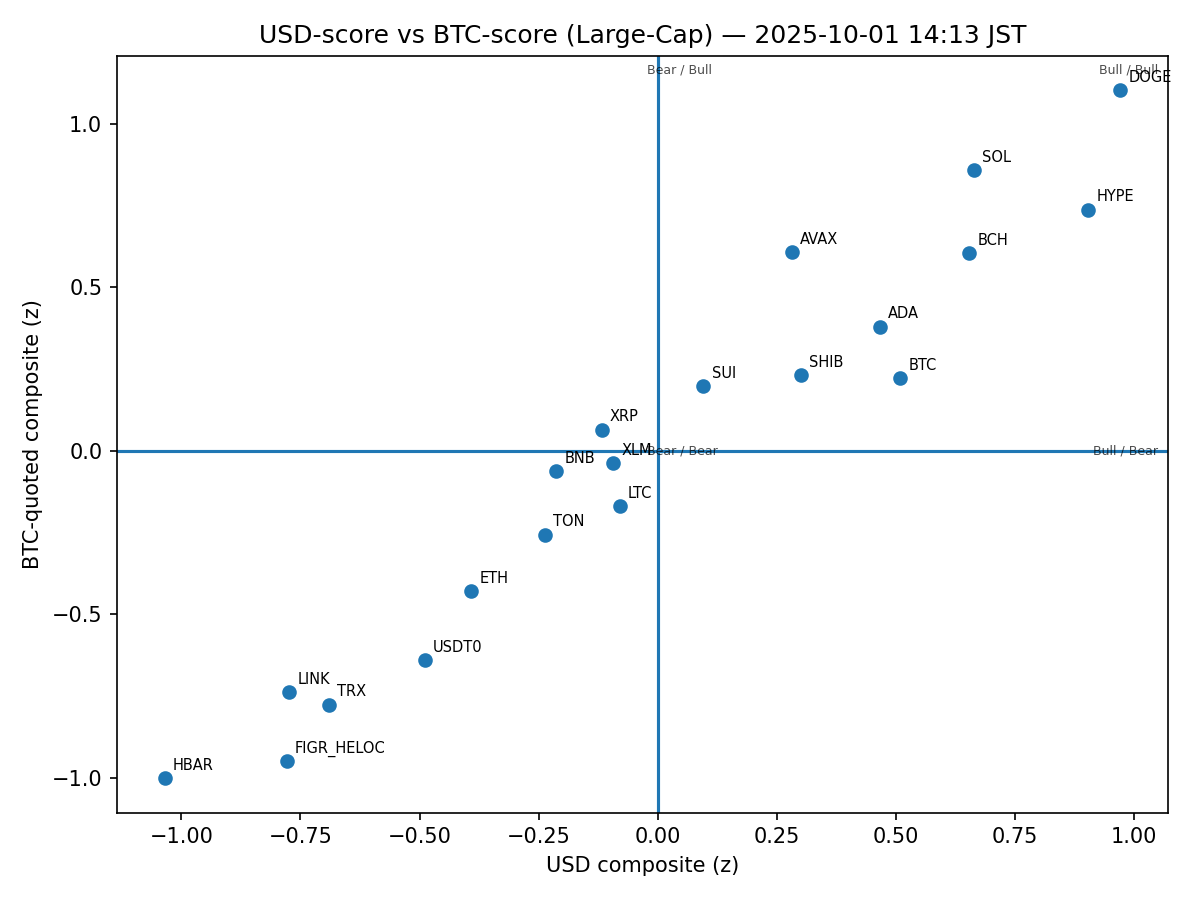 USD-score vs BTC-score (Large-Cap) — 2025-10-01 14:13 JST
Bear / Bull
Bull / Bull
DOGE
SOL
HYPE
AVAX
BCH
ADA
SHIB
BTC
SUI
XRP
XLM
Bear / Bear
Bull / Bear
BNB
LTC
TON
ETH
USDT0
LINK
TRX
FIGR_HELOC
HBAR
1.0
0.5
0.0
−0.5
−1.0
BTC-quoted composite (z)
−1.00
−0.75
−0.50
−0.25
0.00
0.25
0.50
0.75
1.00
USD composite (z)